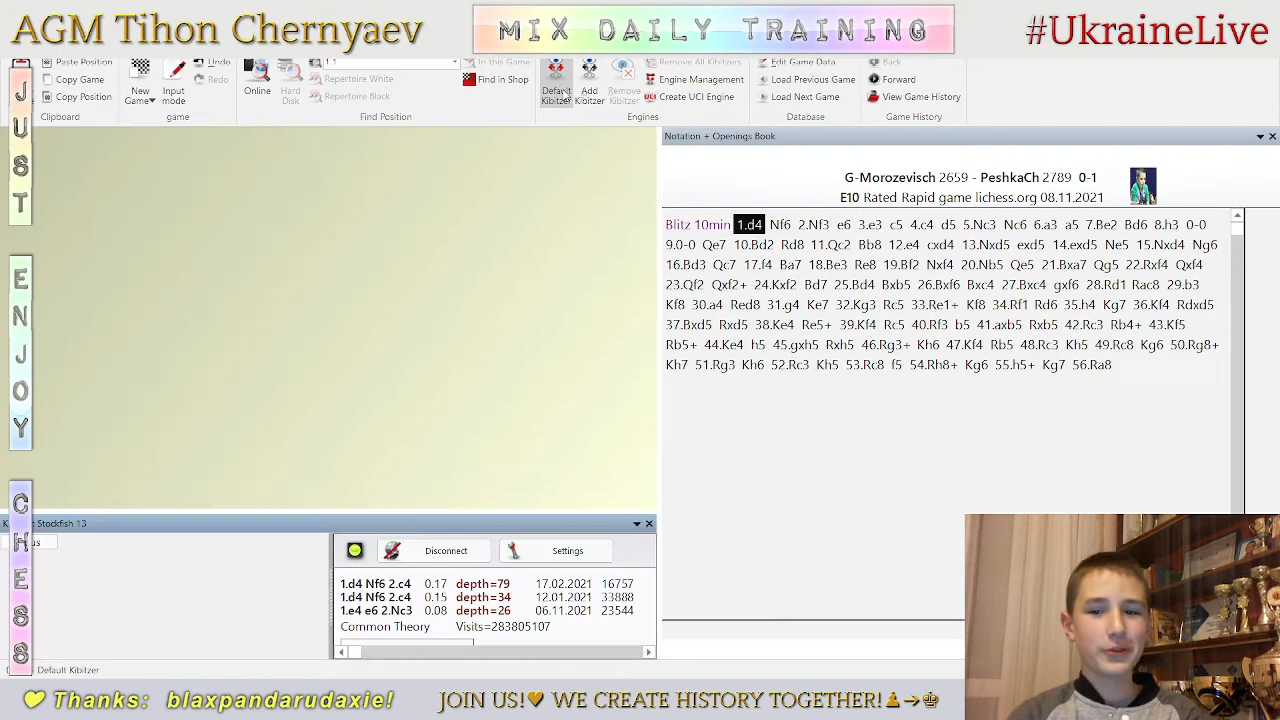 AGM Tihon Chernyaev
MIX DAILY TRAINING
#UkraineLive
JUST
ENJOY
CHESS
Paste Position
Copy Game
Copy Position
Clipboard
New Game
Input mode
Undo
Redo
game
Online
Hard Disk
Repertoire White
Repertoire Black
In this Game
Find in Shop
Find Position
Default Kibitzer
Add Kibitzer
Remove Kibitzer
Remove All Kibitzers
Engine Management
UCI Create UCI Engine
Engines
Edit Game Data
Load Previous Game
Load Next Game
Database
Back
Forward
View Game History
Game History
Notation + Openings Book
G-Morozevisch 2659 - PeshkaCh 2789 0-1
E10 Rated Rapid game lichess.org 08.11.2021
Blitz 10min 1.d4 Nf6 2.Nf3 e6 3.e3 c5 4.c4 d5 5.Nc3 Nc6 6.a3 a5 7.Be2 Bd6 8.h3 0-0
9.0-0 Qe7 10.Bd2 Rd8 11.Qc2 Bb8 12.e4 cxd4 13.Nxd5 exd5 14.exd5 Ne5 15.Nxd4 Ng6
16.Bd3 Qc7 17.f4 Ba7 18.Be3 Re8 19.Bf2 Nxf4 20.Nb5 Qe5 21.Bxa7 Qg5 22.Rxf4 Qxf4
23.Qf2 Qxf2+ 24.Kxf2 Bd7 25.Bd4 Bxb5 26.Bxf6 Bxc4 27.Bxc4 gxf6 28.Rd1 Rac8 29.b3
Kf8 30.a4 Red8 31.g4 Ke7 32.Kg3 Rc5 33.Re1+ Kf8 34.Rf1 Rd6 35.h4 Kg7 36.Kf4 Rdxd5
37.Bxd5 Rxd5 38.Ke4 Re5+ 39.Kf4 Rc5 40.Rf3 b5 41.axb5 Rxb5 42.Rc3 Rb4+ 43.Kf5
Rb5+ 44.Ke4 h5 45.gxh5 Rxh5 46.Rg3+ Kh6 47.Kf4 Rb5 48.Rc3 Kh5 49.Rc8 Kg6 50.Rg8+
Kh7 51.Rg3 Kh6 52.Rc3 Kh5 53.Rc8 f5 54.Rh8+ Kg6 55.h5+ Kg7 56.Ra8
Stockfish 13
Disconnect
Settings
1.d4 Nf6 2.c4 0.17 depth=79 17.02.2021 16757
1.d4 Nf6 2.c4 0.15 depth=34 12.01.2021 33888
1.e4 e6 2.Nc3 0.08 depth=26 06.11.2021 23544
Common Theory Visits=283805107
Default Kibitzer
Thanks: blaxpandarudaxie!
JOIN US! WE CREATE HISTORY TOGETHER!